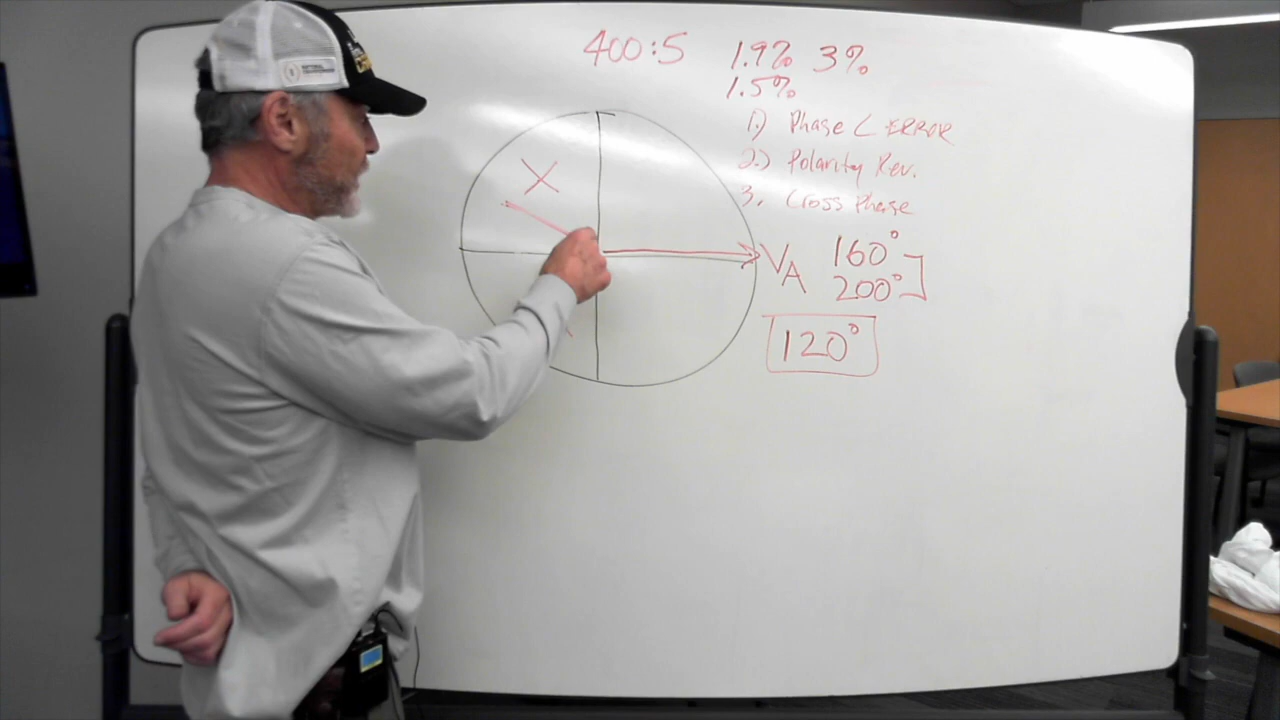 400:5 1.9% 3%
1.5%
1.) Phase < ERROR
2.) Polarity Rev.
3. Cross Phase
X
VA 160°
200°
120°